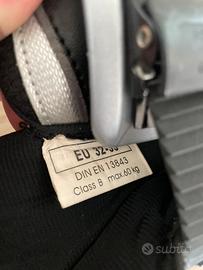 EU 32-35
DIN EN 13843
Class B max.60 kg
subito